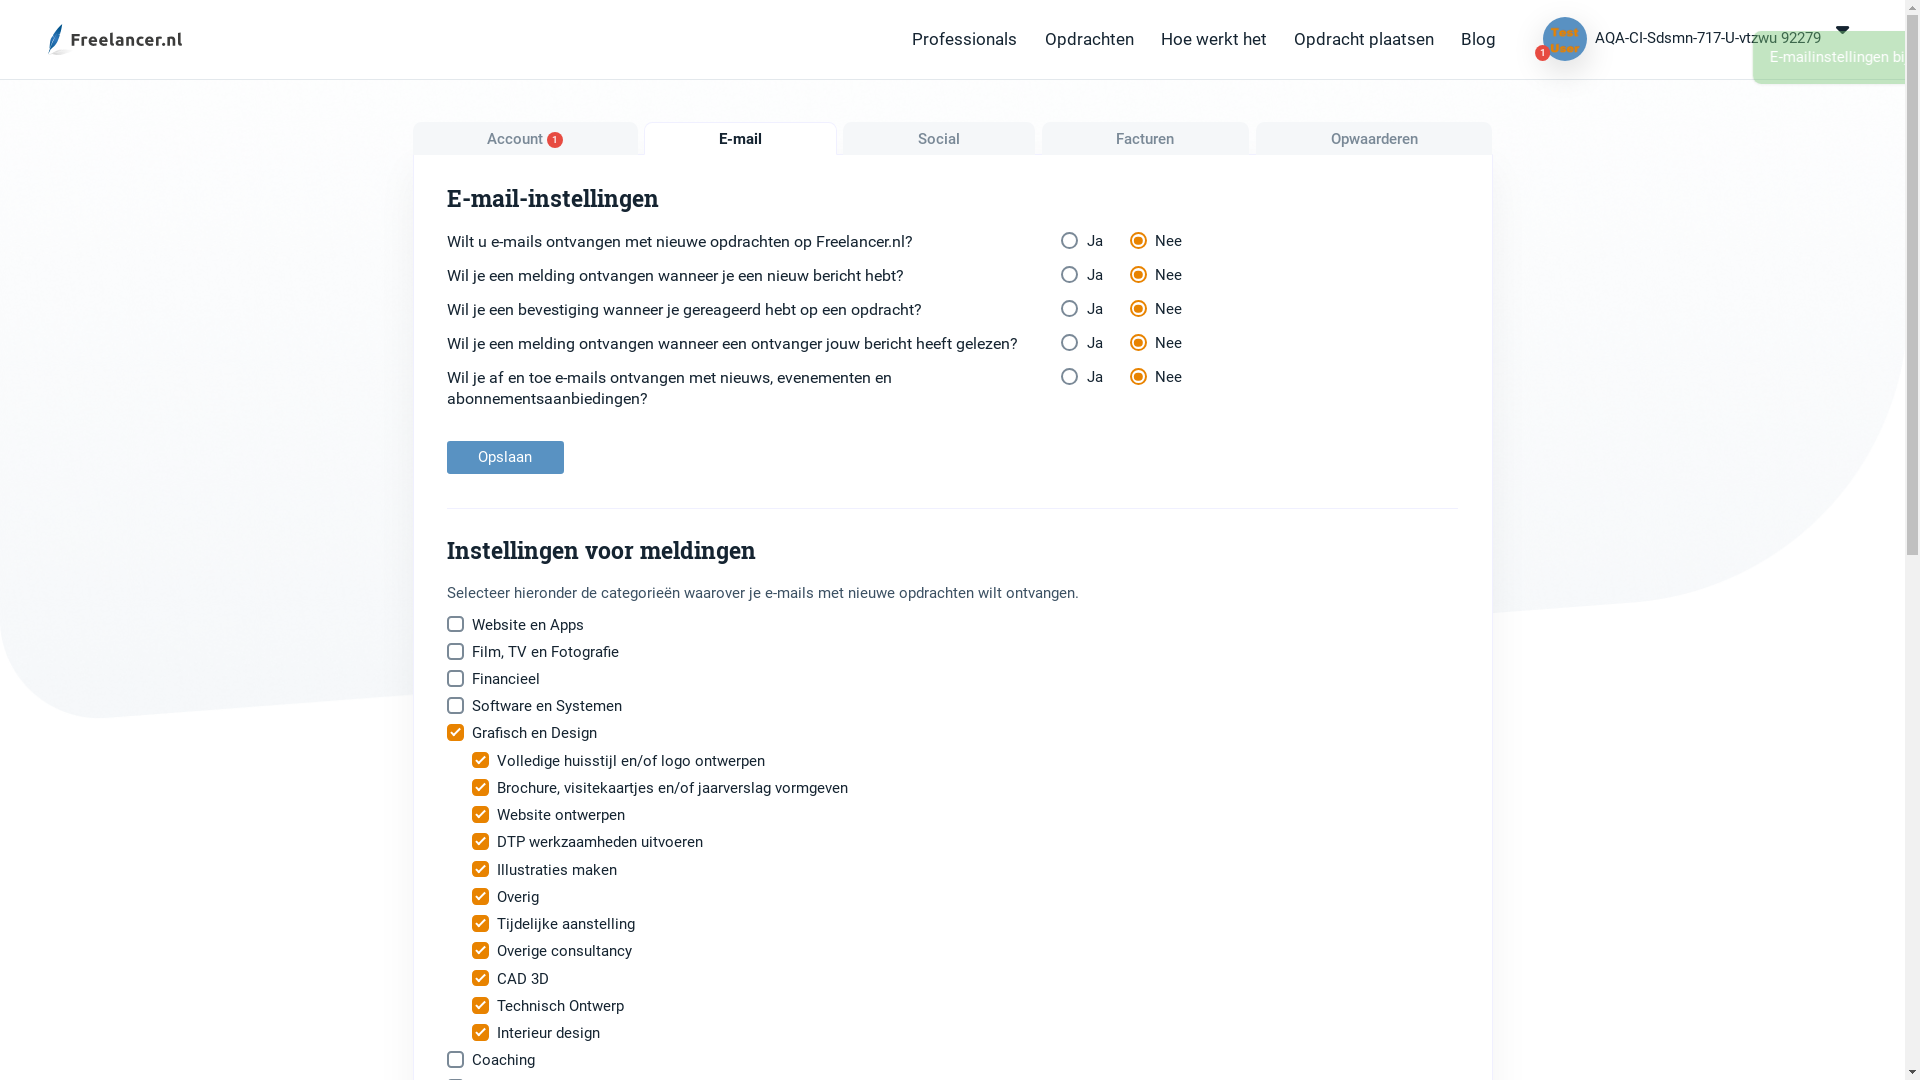 Freelancer.nl
Professionals
Opdrachten
Hoe werkt het
Opdracht plaatsen
Blog
Test
User
1
AQA-CI-Sdsmn-717-U-vtzwu 92279
E-mailinstellingen
Account 1
E-mail
Social
Facturen
Opwaarderen
E-mail-instellingen
Wilt u e-mails ontvangen met nieuwe opdrachten op Freelancer.nl?
Ja
Nee
Wil je een melding ontvangen wanneer je een nieuw bericht hebt?
Ja
Nee
Wil je een bevestiging wanneer je gereageerd hebt op een opdracht?
Ja
Nee
Wil je een melding ontvangen wanneer een ontvanger jouw bericht heeft gelezen?
Ja
Nee
Wil je af en toe e-mails ontvangen met nieuws, evenementen en
abonnementsaanbiedingen?
Ja
Nee
Opslaan
Instellingen voor meldingen
Selecteer hieronder de categorieën waarover je e-mails met nieuwe opdrachten wilt ontvangen.
Website en Apps
Film, TV en Fotografie
Financieel
Software en Systemen
Grafisch en Design
Volledige huisstijl en/of logo ontwerpen
Brochure, visitekaartjes en/of jaarverslag vormgeven
Website ontwerpen
DTP werkzaamheden uitvoeren
Illustraties maken
Overig
Tijdelijke aanstelling
Overige consultancy
CAD 3D
Technisch Ontwerp
Interieur design
Coaching